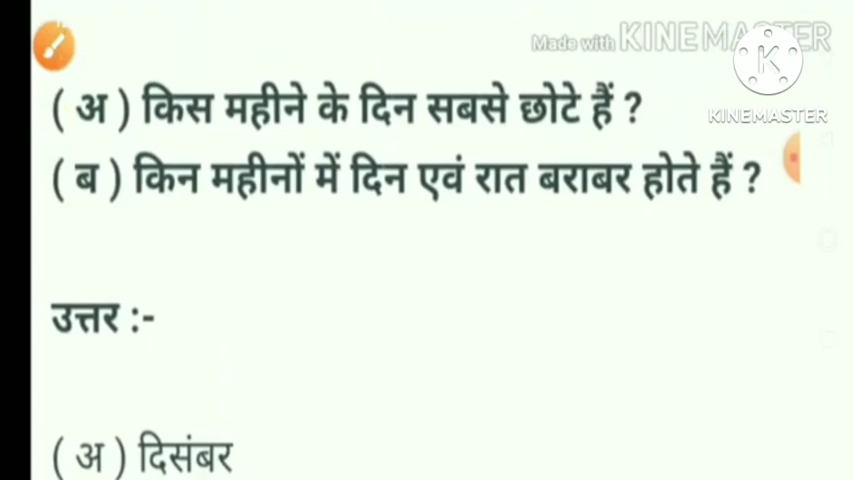 Made with KINEMASTER
KINEMASTER
( अ ) किस महीने के दिन सबसे छोटे हैं ?
( ब ) किन महीनों में दिन एवं रात बराबर होते हैं ?
उत्तर :-
( अ ) दिसंबर